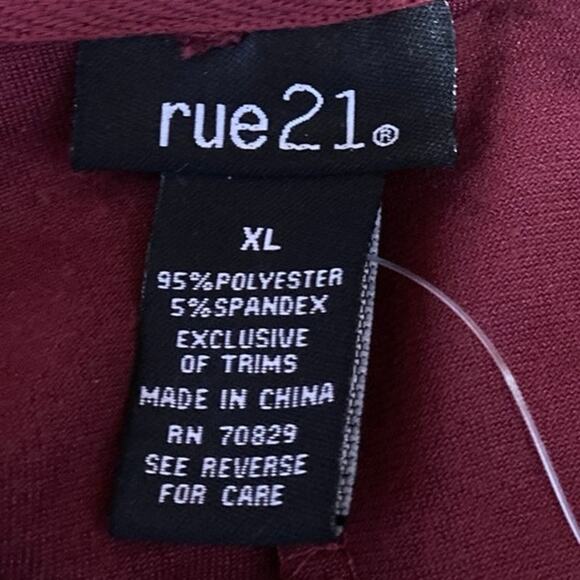 rue21®
XL
95%POLYESTER
5%SPANDEX
EXCLUSIVE
OF TRIMS
MADE IN CHINA
RN 70829
SEE REVERSE
FOR CARE